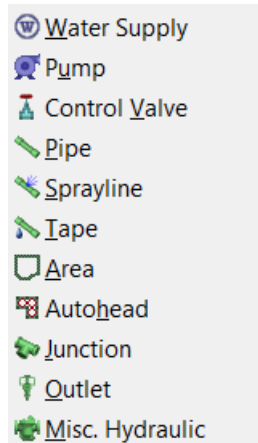 Water Supply
Pump
Control Valve
Pipe
Sprayline
Tape
Area
Autohead
Junction
Outlet
Misc. Hydraulic